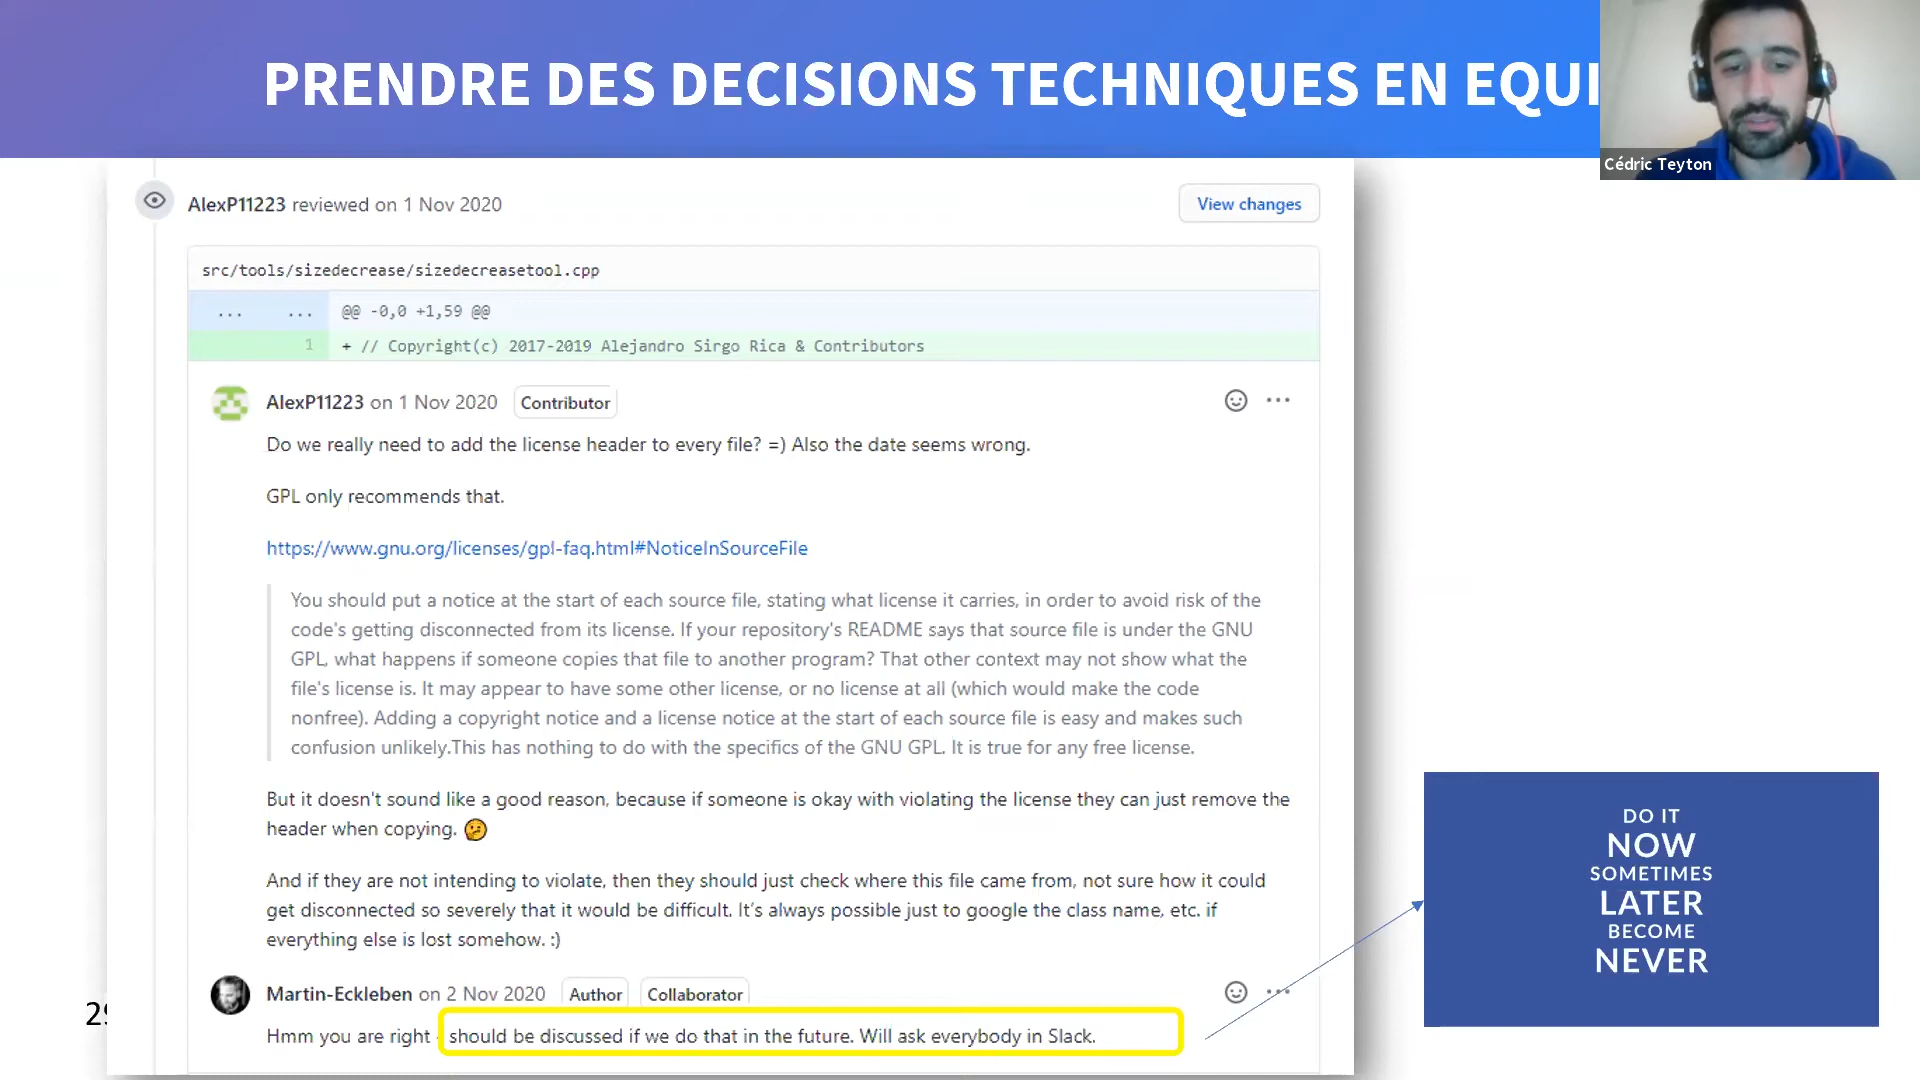 PRENDRE DES DECISIONS TECHNIQUES EN EQUI
Cédric Teyton
AlexP11223 reviewed on 1 Nov 2020
View changes
src/tools/sizedecrease/sizedecreasetool.cpp
... ... @@ -0,0 +1,59 @@
1 + // Copyright(c) 2017-2019 Alejandro Sirgo Rica & Contributors
AlexP11223 on 1 Nov 2020 Contributor
Do we really need to add the license header to every file? =) Also the date seems wrong.
GPL only recommends that.
https://www.gnu.org/licenses/gpl-faq.html#NoticeInSourceFile
You should put a notice at the start of each source file, stating what license it carries, in order to avoid risk of the
code's getting disconnected from its license. If your repository's README says that source file is under the GNU
GPL, what happens if someone copies that file to another program? That other context may not show what the
file's license is. It may appear to have some other license, or no license at all (which would make the code
nonfree). Adding a copyright notice and a license notice at the start of each source file is easy and makes such
confusion unlikely.This has nothing to do with the specifics of the GNU GPL. It is true for any free license.
But it doesn't sound like a good reason, because if someone is okay with violating the license they can just remove the
header when copying. 🤔
And if they are not intending to violate, then they should just check where this file came from, not sure how it could
get disconnected so severely that it would be difficult. It's always possible just to google the class name, etc. if
everything else is lost somehow. :)
Martin-Eckleben on 2 Nov 2020 Author Collaborator
Hmm you are right - should be discussed if we do that in the future. Will ask everybody in Slack.
DO IT
NOW
SOMETIMES
LATER
BECOME
NEVER